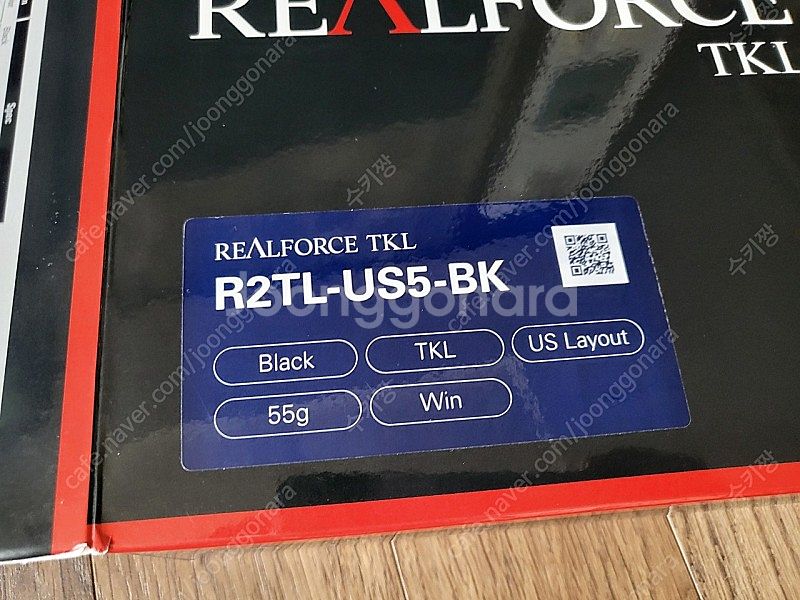 REALFORCE
TKL
Spec
REALFORCE TKL
R2TL-US5-BK
Black
TKL
US Layout
55g
Win
joonggonara
cafe.naver.com/joonggonara
수키짱